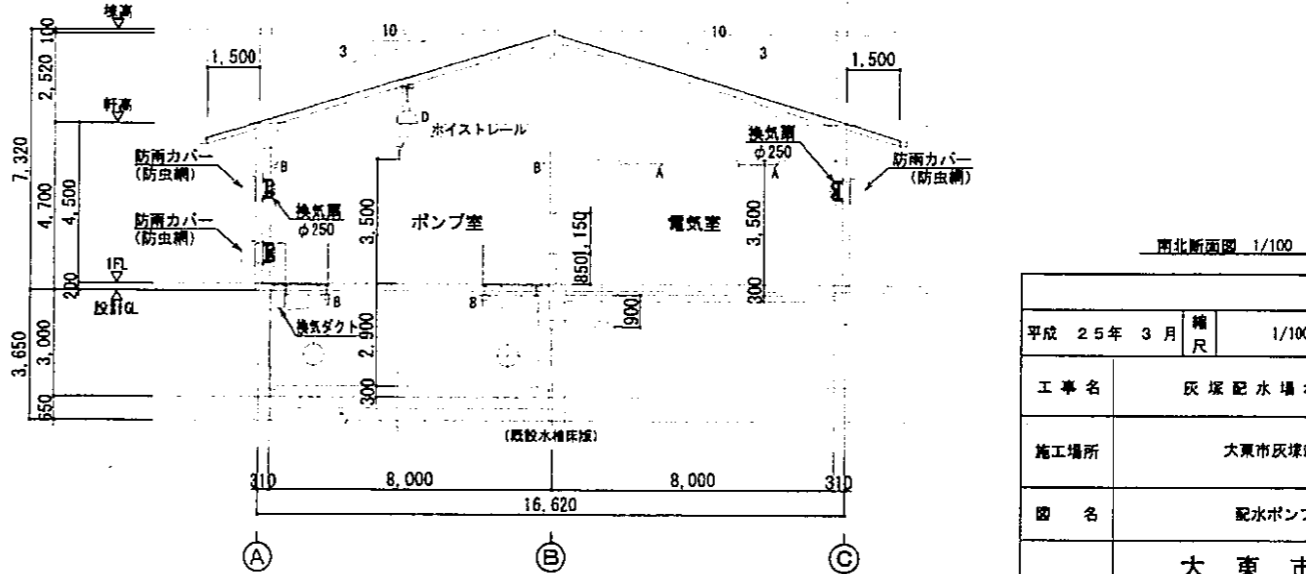 棟高
100
10
10
3
3
1,500
1,500
2,520
軒高
D
ホイストレール
換気扇
φ250
防雨カバー
(防虫網)
防雨カバー
(防虫網)
B
B
A
A
7,320
4,700
4,500
換気扇
φ250
3,500
ポンプ室
1,150
電気室
3,500
防雨カバー
(防虫網)
850
南北断面図 1/100
1FL
200
設計GL
B
B
300
900
換気ダクト
2,900
3,650
3,000
300
650
(既設水槽床版)
310
8,000
8,000
310
16,620
A
B
C
平成 25年 3月
縮尺
1/100
工事名
灰塚配水場
施工場所
大東市灰塚
図 名
配水ポンプ
大 東 市